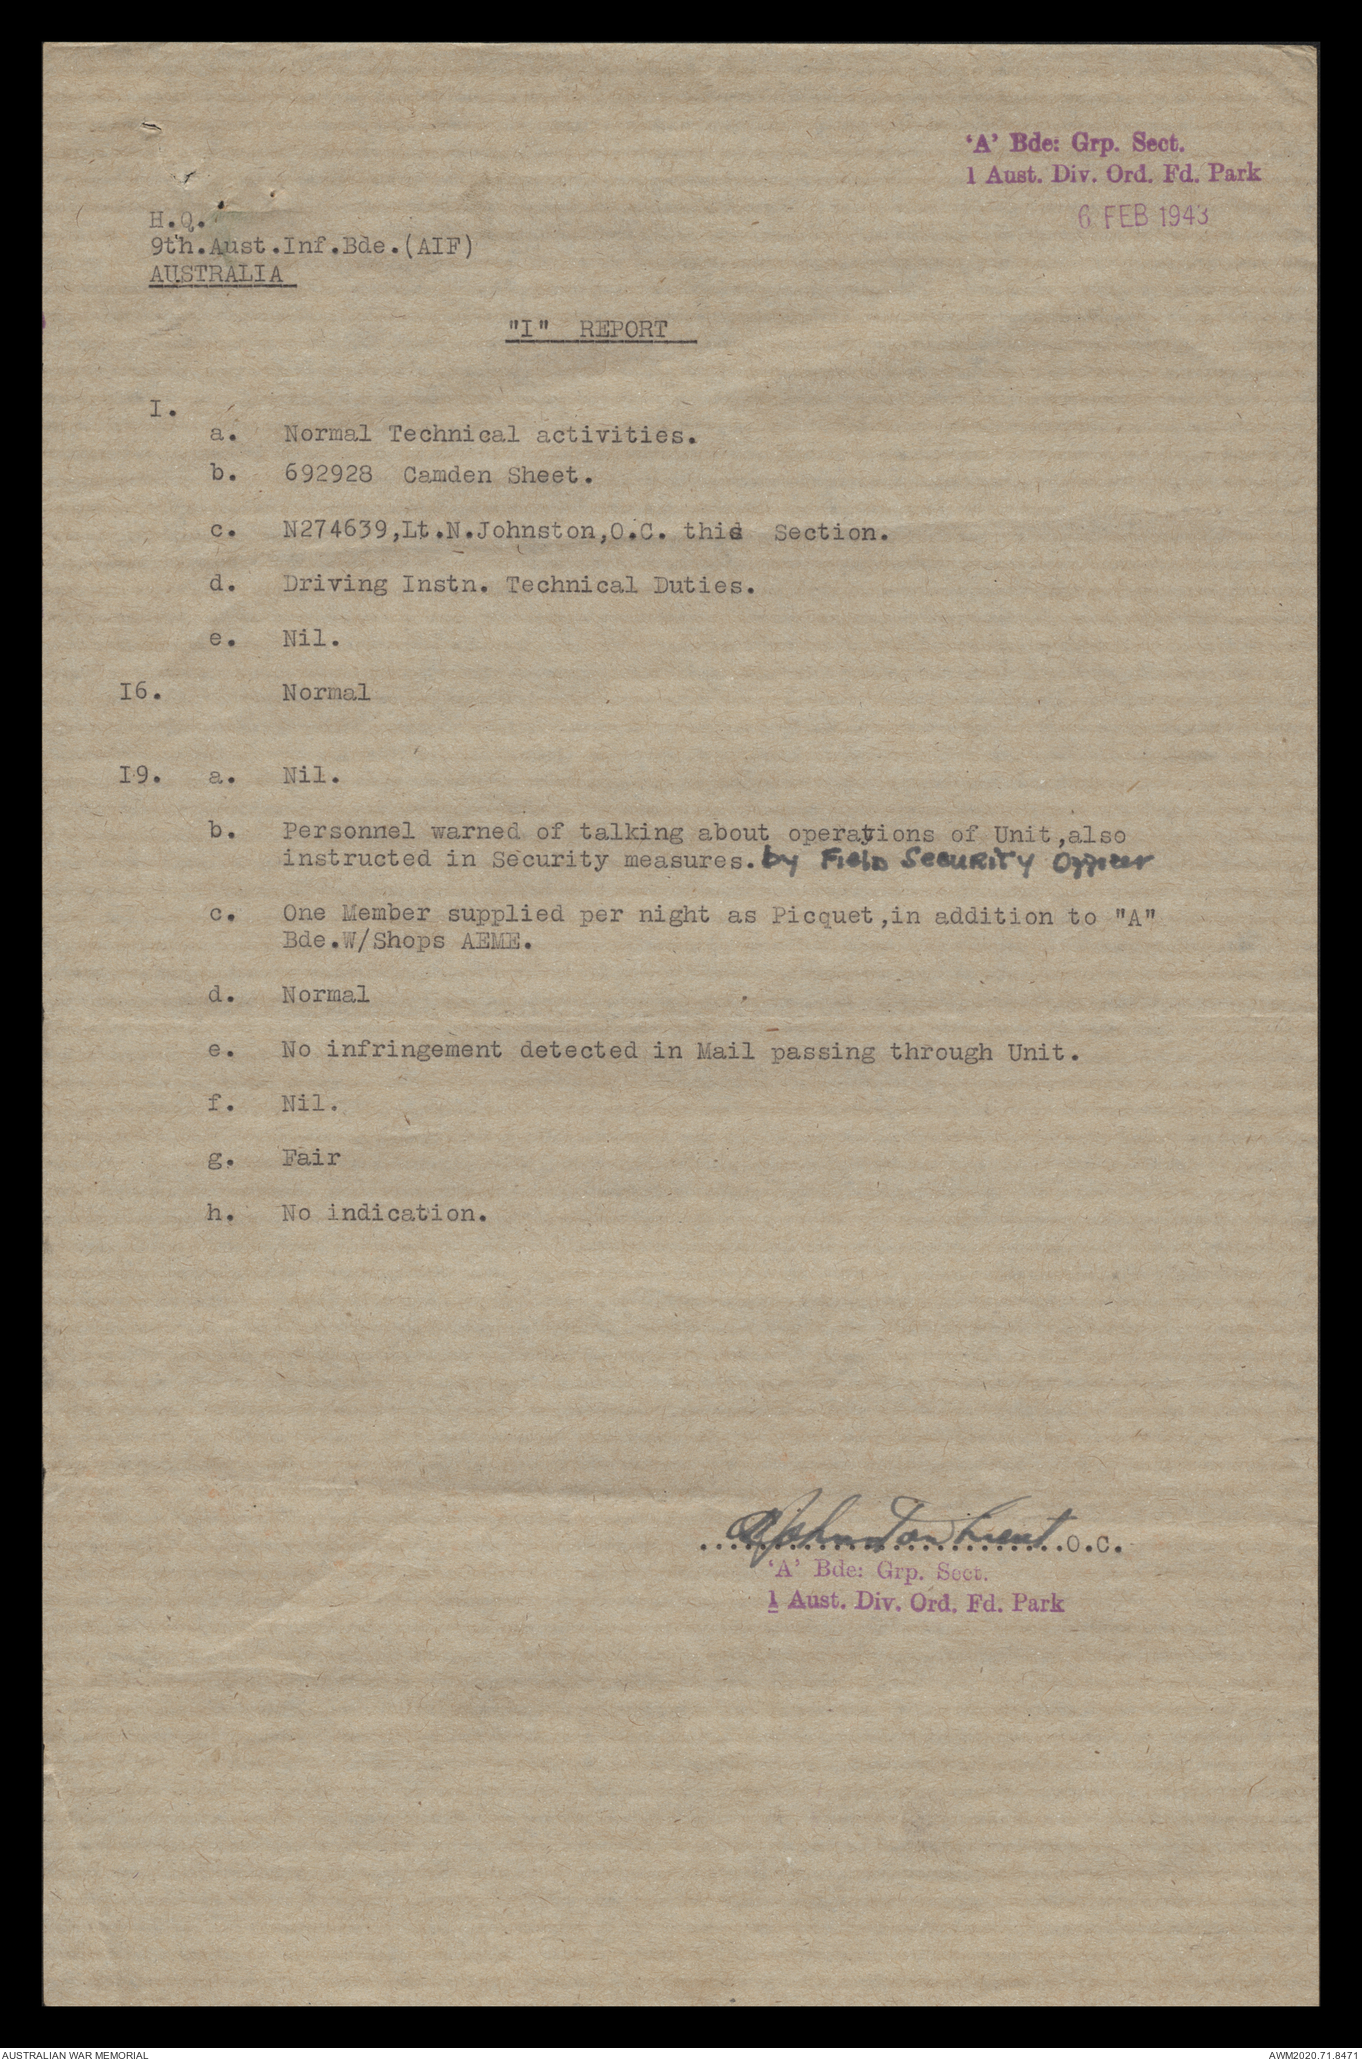 'A' Bde: Grp. Sect.
1 Aust. Div. Ord. Fd. Park
6 FEB 1943
H.Q.
9th.Aust.Inf.Bde.(AIF)
AUSTRALIA
"I" REPORT
I.
a. Normal Technical activities.
b. 692928 Camden Sheet.
c. N274639,Lt.N.Johnston,O.C. this Section.
d. Driving Instn. Technical Duties.
e. Nil.
I6. Normal
I9. a. Nil.
b. Personnel warned of talking about operations of Unit,also
instructed in Security measures. by Field Security Officer
c. One Member supplied per night as Picquet,in addition to "A"
Bde.W/Shops AEME.
d. Normal
e. No infringement detected in Mail passing through Unit.
f. Nil.
g. Fair
h. No indication.
NJohnston Lieut O.C.
'A' Bde: Grp. Sect.
1 Aust. Div. Ord. Fd. Park
AUSTRALIAN WAR MEMORIAL
AWM2020.71.8471